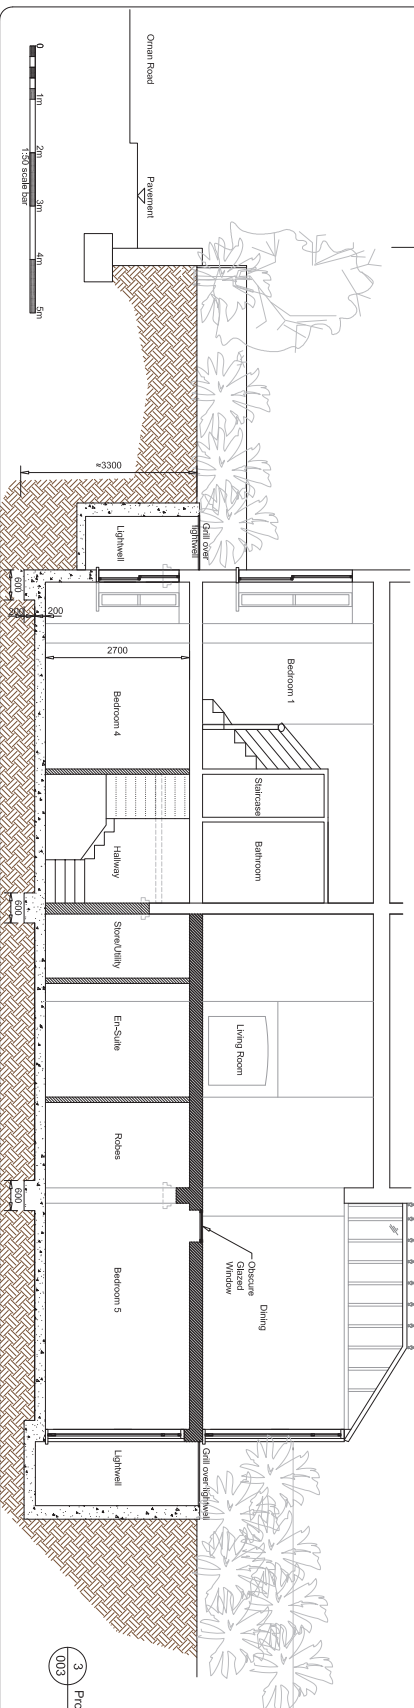 Ornan Road
Pavement
0
1m
2m
3m
4m
5m
1:50 scale bar
≈3300
Lightwell
Grill over
lightwell
600
200
200
2700
Bedroom 1
Bedroom 4
Staircase
Bathroom
Hallway
600
Store/Utility
En-Suite
Living Room
Robes
600
Obscure
Glazed
Window
Dining
Bedroom 5
Lightwell
Grill over lightwell
3
003